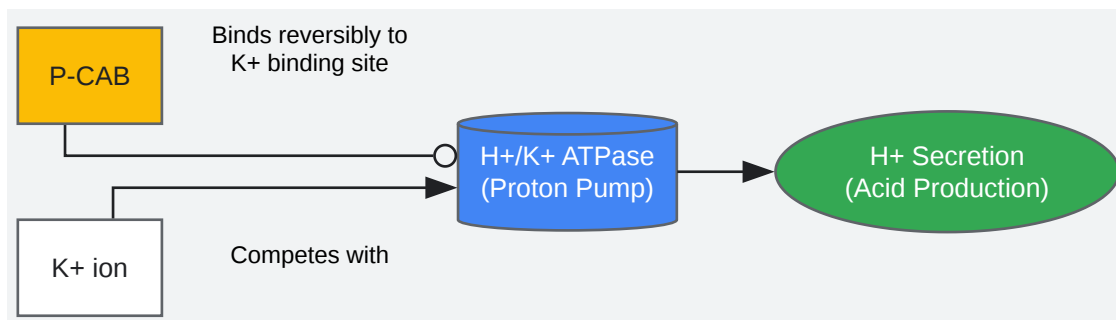 P-CAB
Binds reversibly to
K+ binding site
H+/K+ ATPase
(Proton Pump)
H+ Secretion
(Acid Production)
K+ ion
Competes with